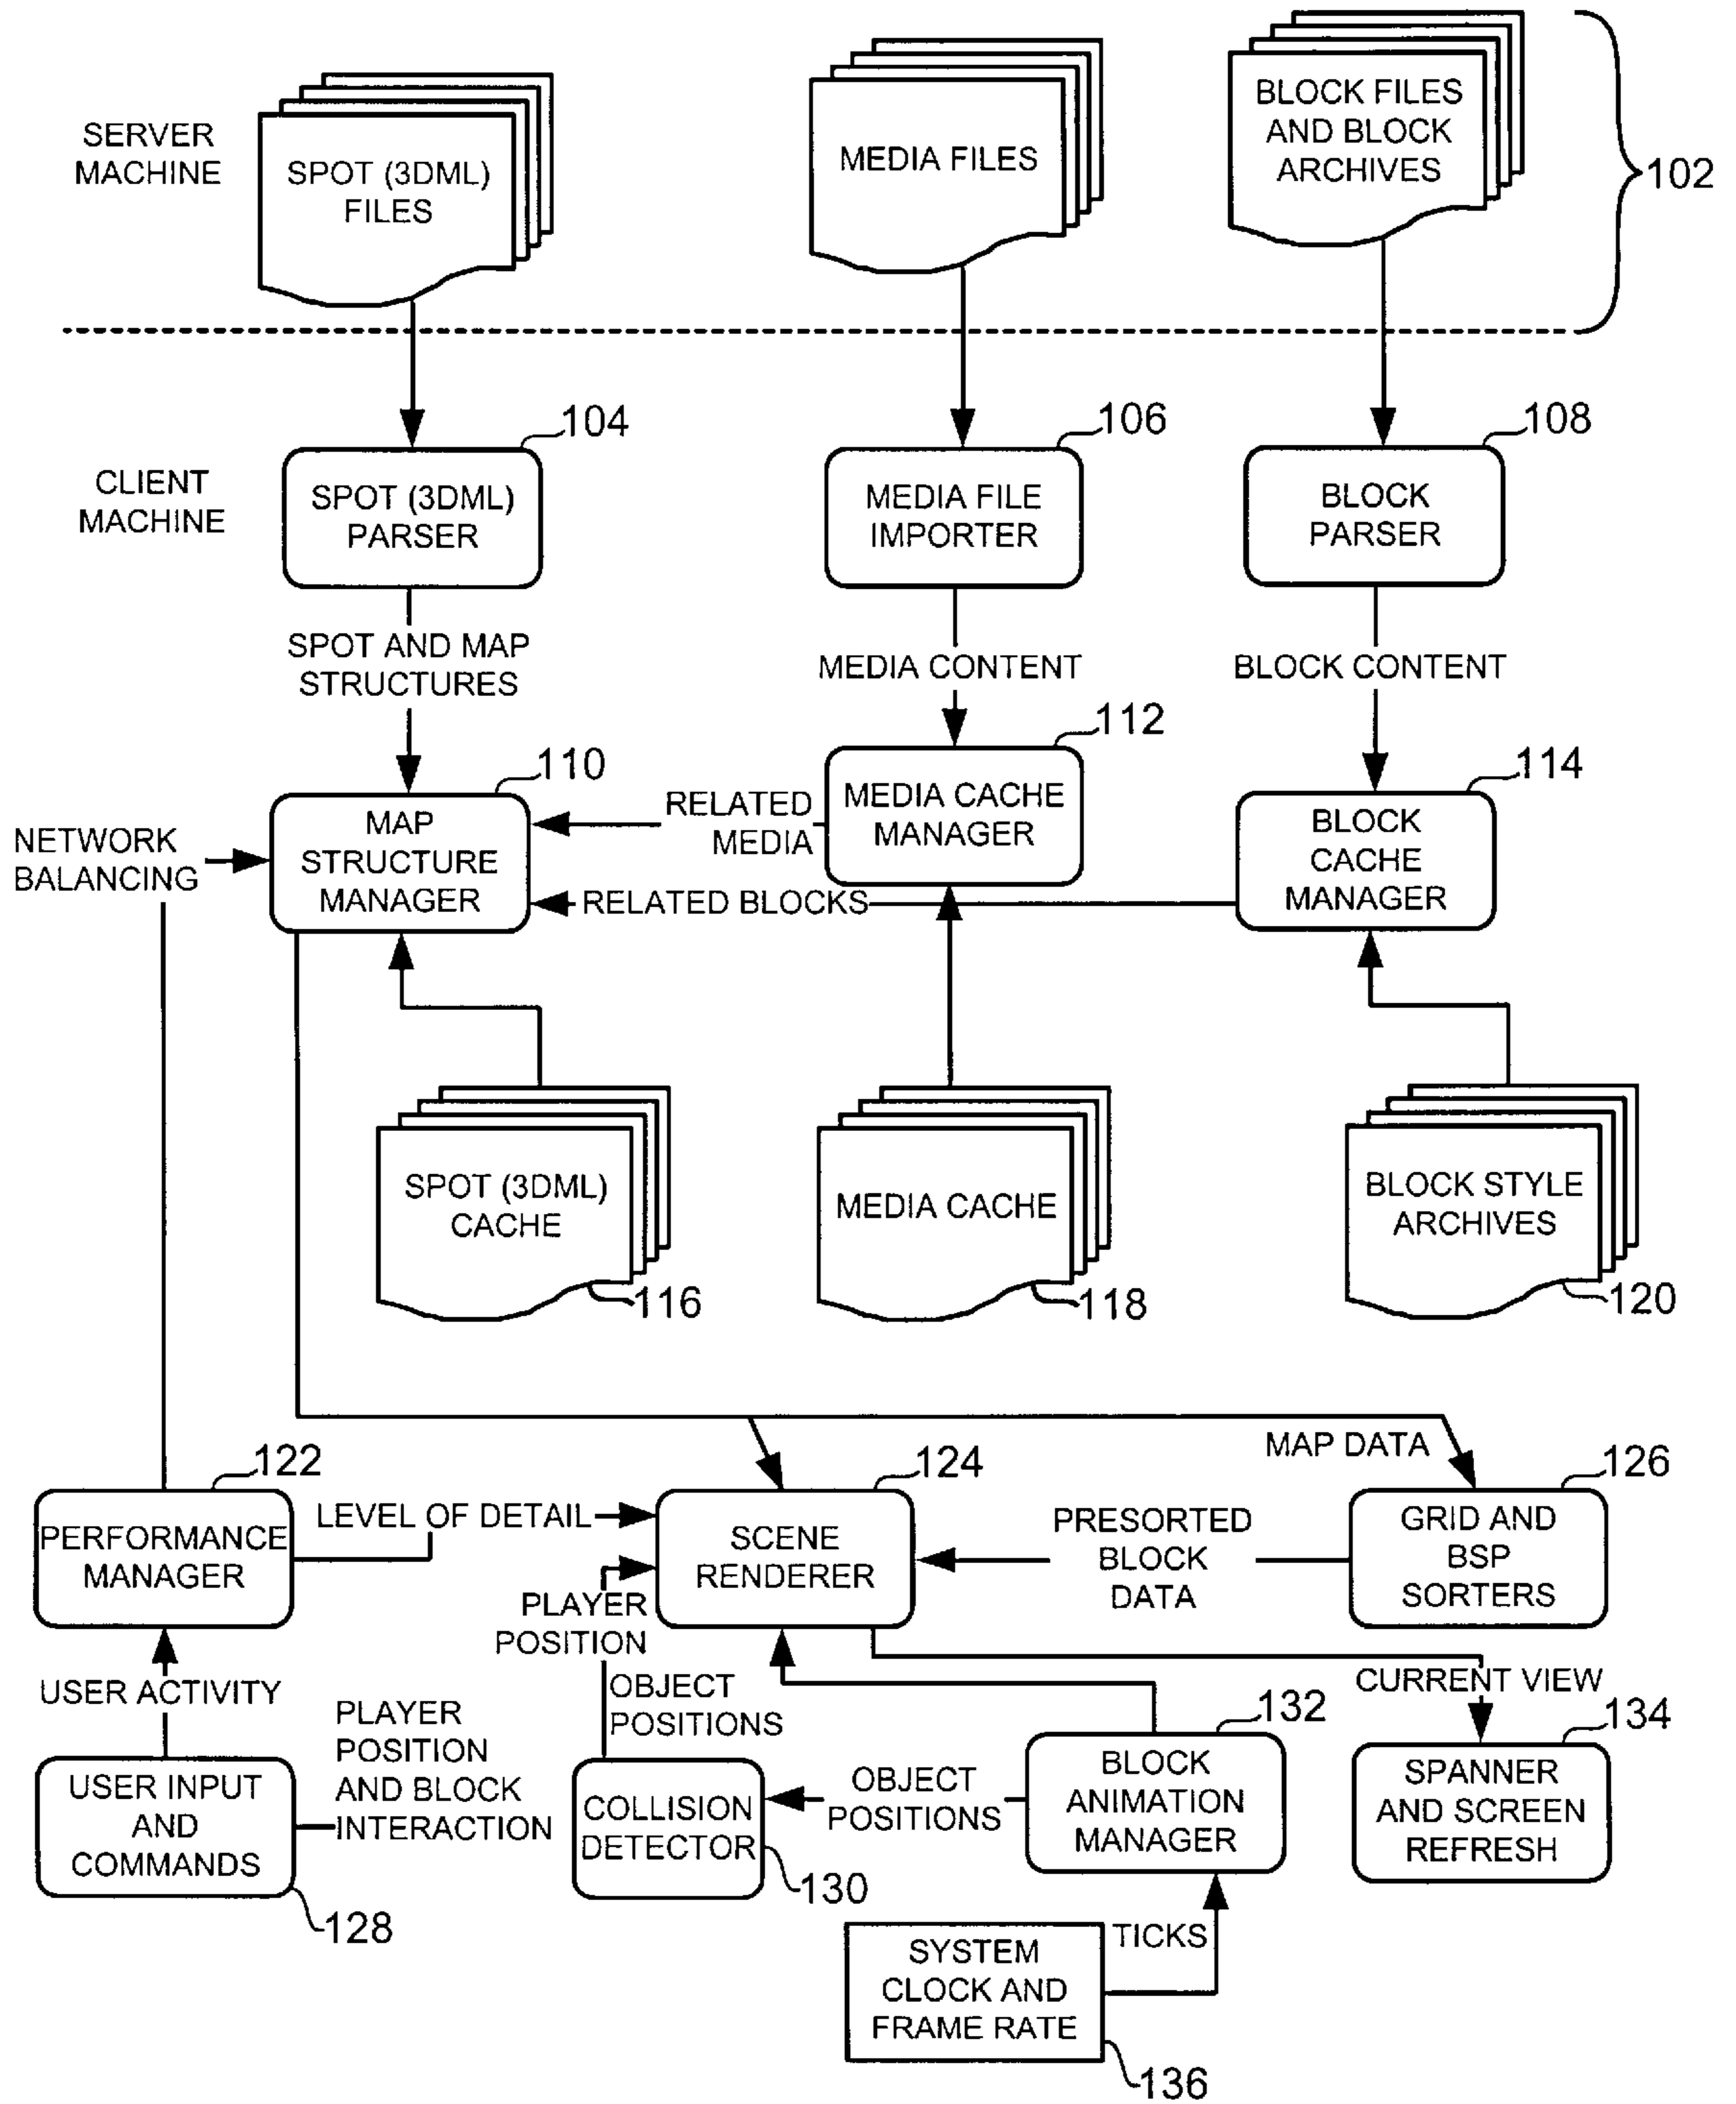 SERVER
MACHINE
SPOT (3DML)
FILES
MEDIA FILES
BLOCK FILES
AND BLOCK
ARCHIVES
102
CLIENT
MACHINE
104
SPOT (3DML)
PARSER
106
MEDIA FILE
IMPORTER
108
BLOCK
PARSER
SPOT AND MAP
STRUCTURES
MEDIA CONTENT
BLOCK CONTENT
NETWORK
BALANCING
110
MAP
STRUCTURE
MANAGER
RELATED
MEDIA
112
MEDIA CACHE
MANAGER
RELATED BLOCKS
114
BLOCK
CACHE
MANAGER
SPOT (3DML)
CACHE
116
MEDIA CACHE
118
BLOCK STYLE
ARCHIVES
120
MAP DATA
122
PERFORMANCE
MANAGER
LEVEL OF DETAIL
124
SCENE
RENDERER
PRESORTED
BLOCK
DATA
126
GRID AND
BSP
SORTERS
PLAYER
POSITION
USER ACTIVITY
OBJECT
POSITIONS
CURRENT VIEW
PLAYER
POSITION
AND BLOCK
INTERACTION
USER INPUT
AND
COMMANDS
128
COLLISION
DETECTOR
130
OBJECT
POSITIONS
132
BLOCK
ANIMATION
MANAGER
134
SPANNER
AND SCREEN
REFRESH
TICKS
SYSTEM
CLOCK AND
FRAME RATE
136